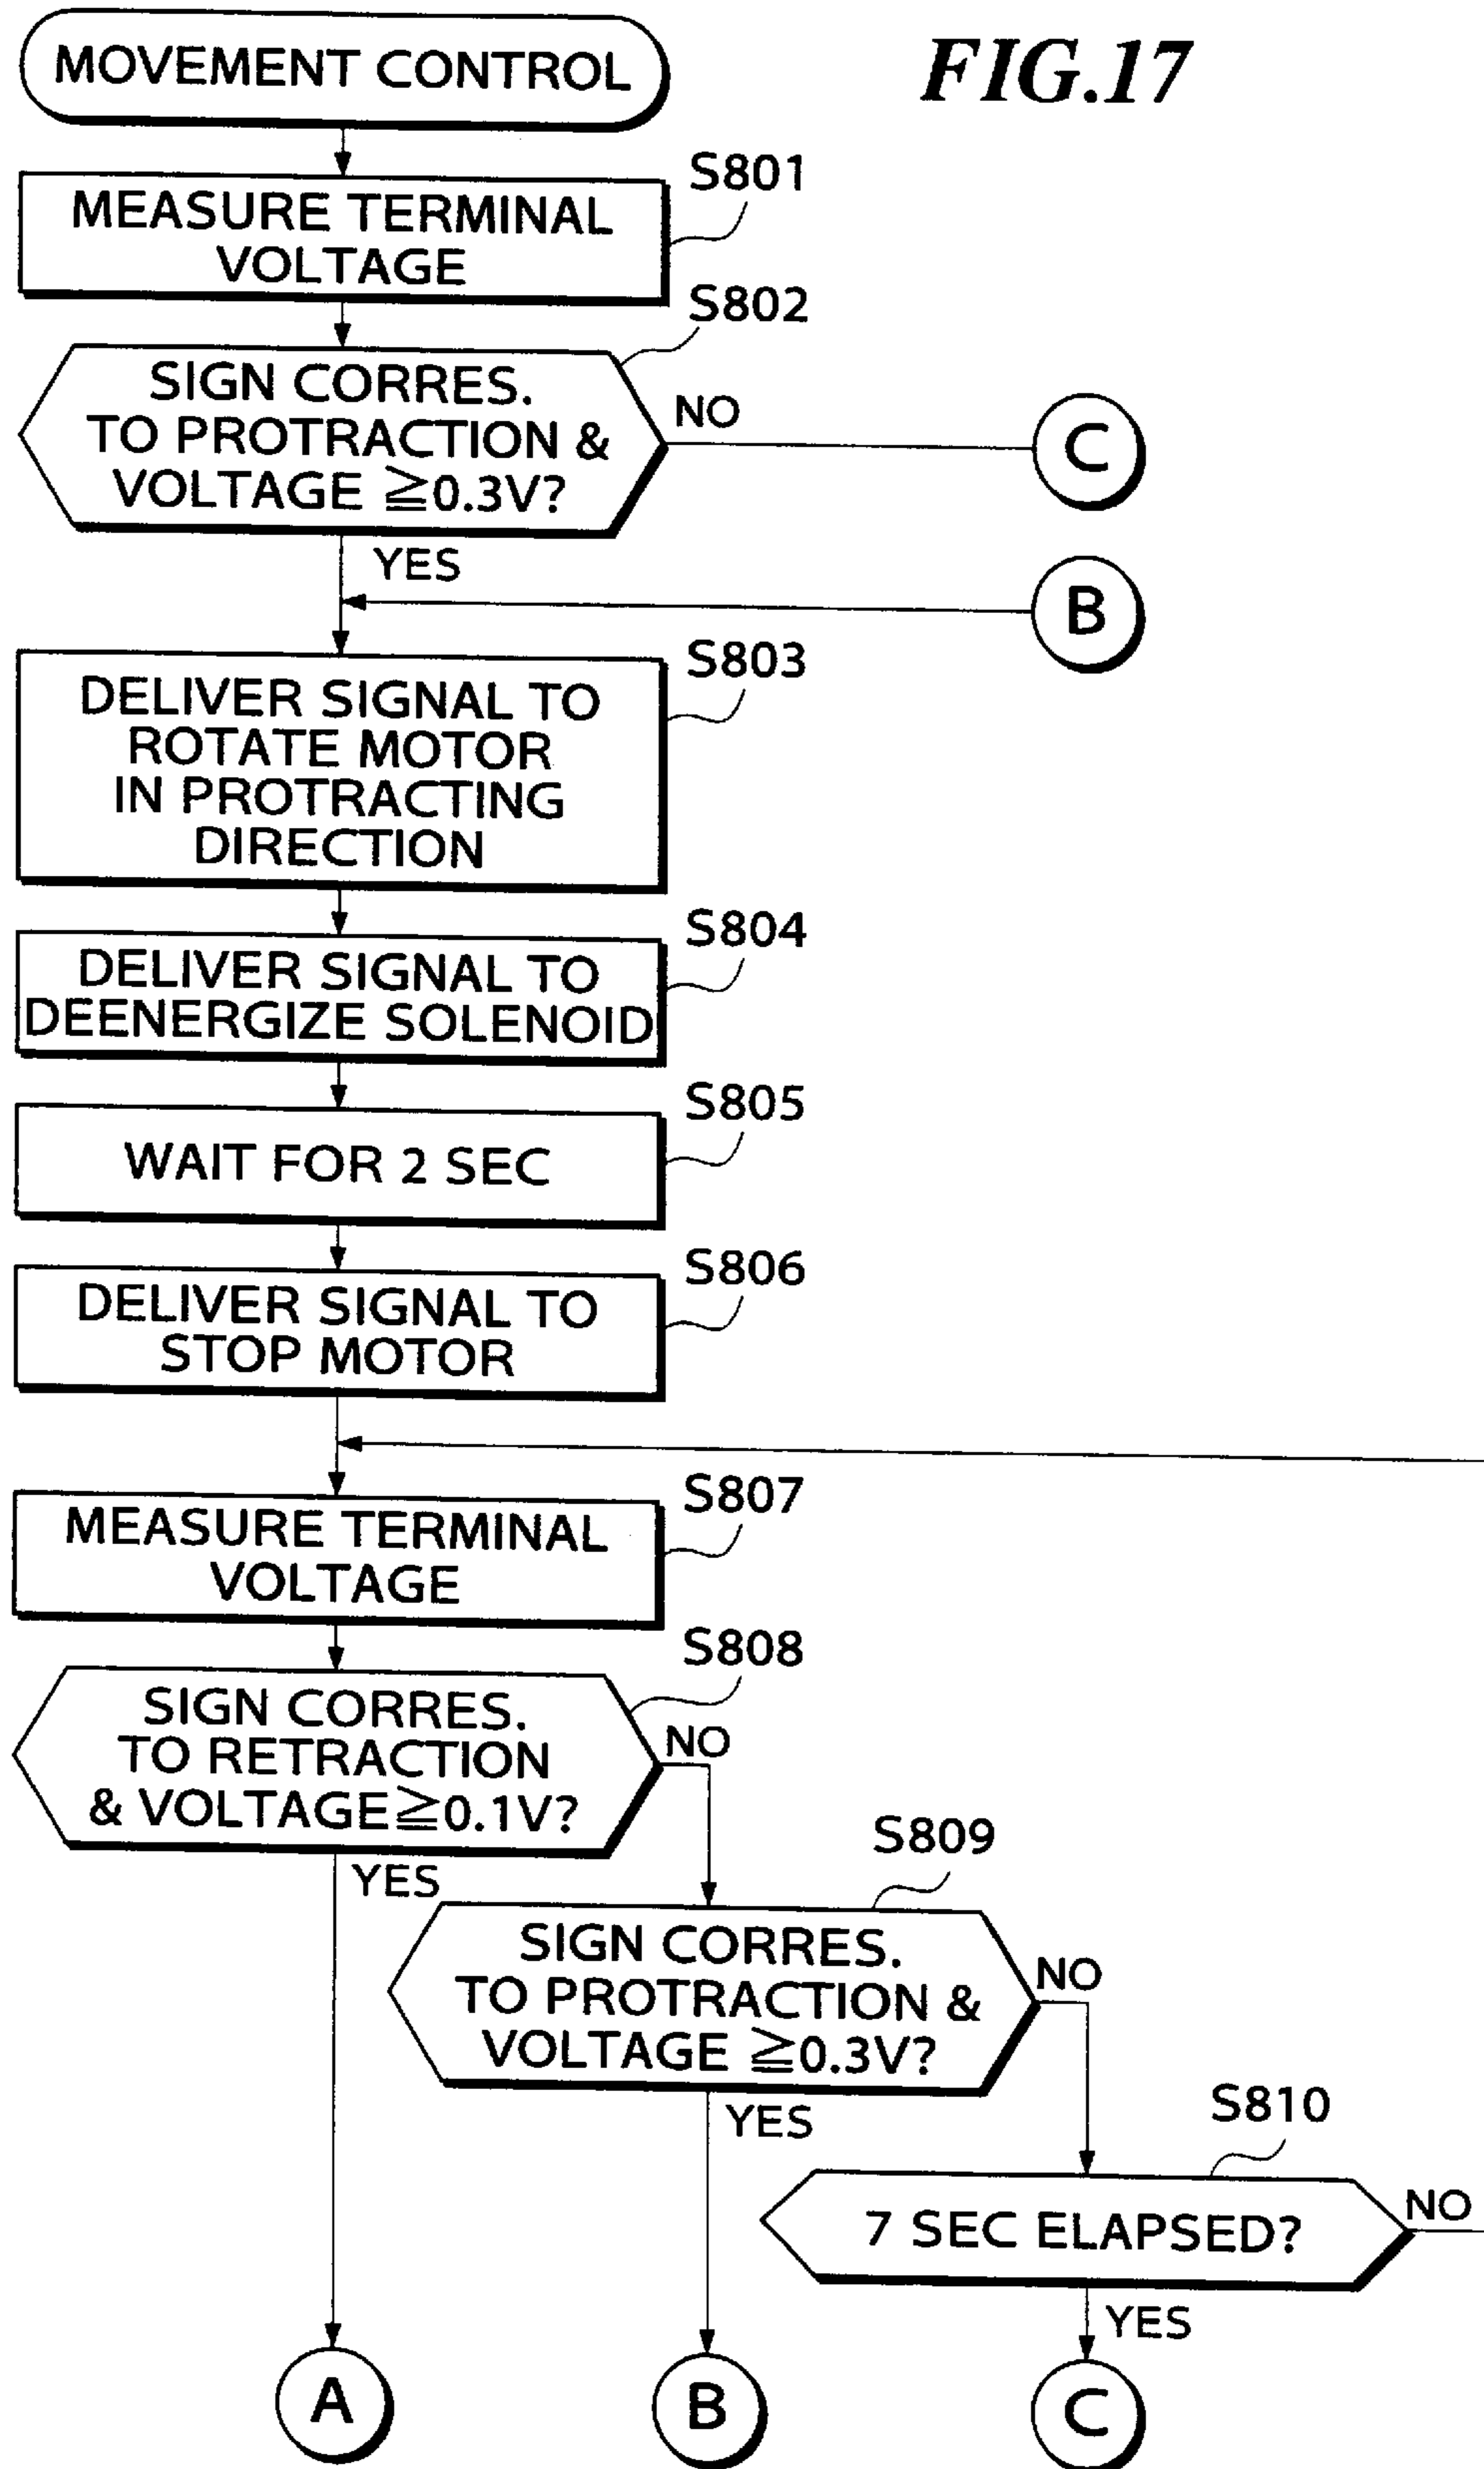 FIG.17
MOVEMENT CONTROL
S801
MEASURE TERMINAL
VOLTAGE
S802
SIGN CORRES.
TO PROTRACTION &
VOLTAGE ≧0.3V?
NO
C
YES
B
S803
DELIVER SIGNAL TO
ROTATE MOTOR
IN PROTRACTING
DIRECTION
S804
DELIVER SIGNAL TO
DEENERGIZE SOLENOID
S805
WAIT FOR 2 SEC
S806
DELIVER SIGNAL TO
STOP MOTOR
S807
MEASURE TERMINAL
VOLTAGE
S808
SIGN CORRES.
TO RETRACTION
& VOLTAGE≧0.1V?
NO
YES
S809
SIGN CORRES.
TO PROTRACTION &
VOLTAGE ≧0.3V?
NO
YES
S810
7 SEC ELAPSED?
NO
YES
A
B
C